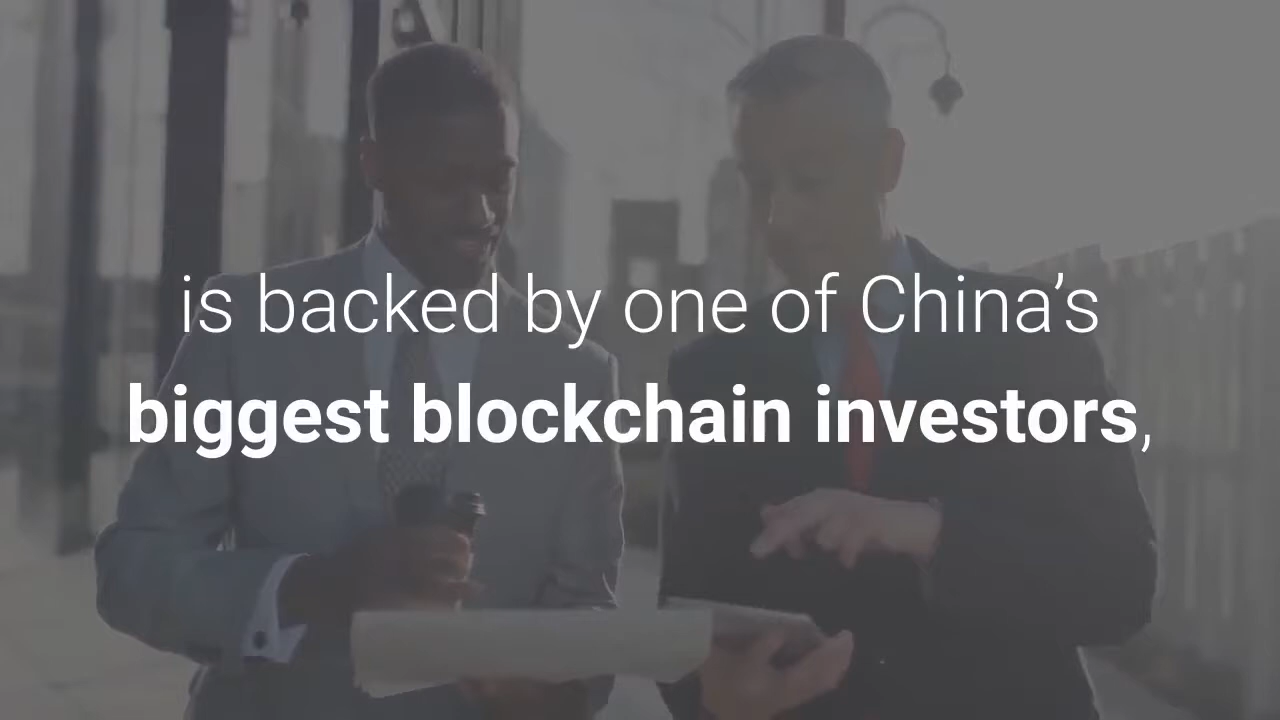 is backed by one of China’s
biggest blockchain investors,